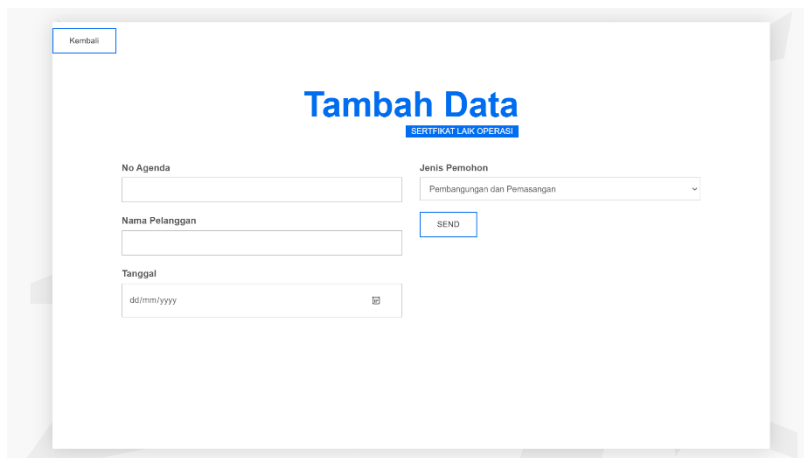 Kembali
Tambah Data
SERTFIKAT LAIK OPERASI
No Agenda
Nama Pelanggan
Tanggal
dd/mm/yyyy
Jenis Pemohon
Pembangungan dan Pemasangan
SEND